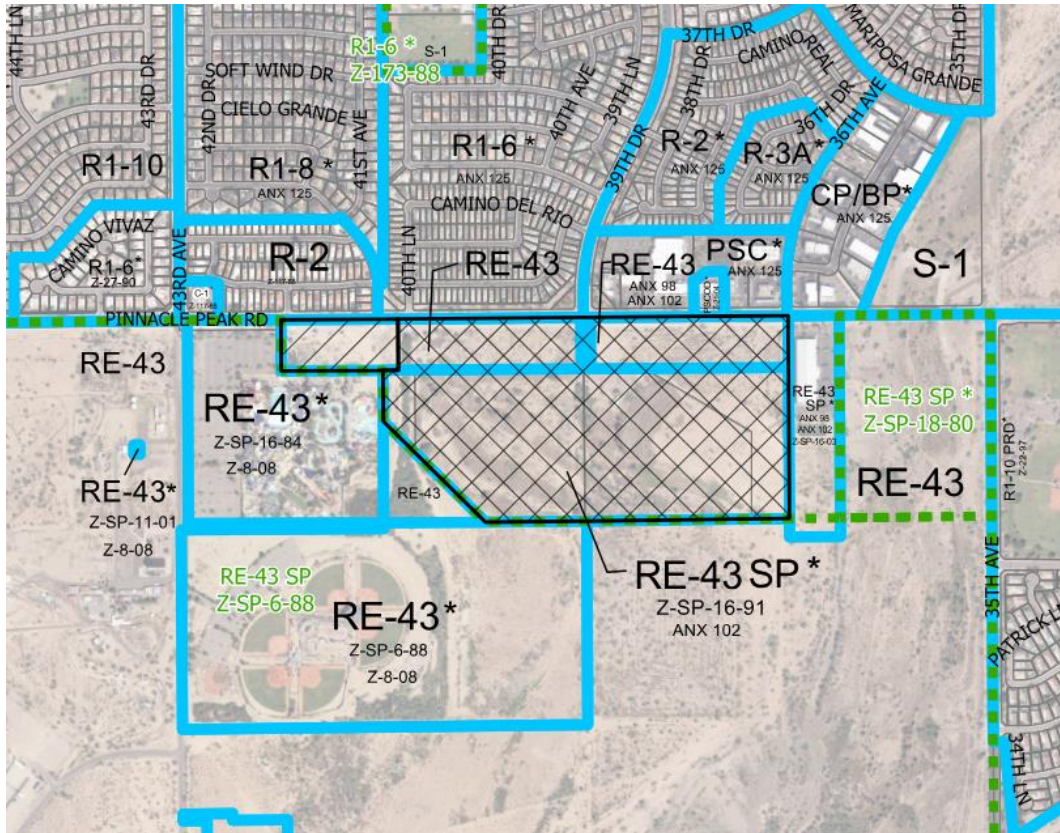 44TH LN
43RD DR
R1-6 *
Z-173-88
S-1
40TH DR
37TH DR
CAMINO REAL
MARIPOSA GRANDE
35TH DR
SOFT WIND DR
42ND DR
CIELO GRANDE
41ST AVE
40TH AVE
39TH LN
38TH DR
36TH DR
36TH AVE
R1-10
R1-8 *
ANX 125
R1-6 *
ANX 125
39TH DR
R-2 *
ANX 125
R-3A *
ANX 125
CP/BP*
ANX 125
CAMINO DEL RIO
CAMINO VIVAZ
R1-6 *
Z-27-90
43RD AVE
R-2
C-1
40TH LN
RE-43
RE-43
ANX 98
ANX 102
PSC *
ANX 125
S-1
PINNACLE PEAK RD
RE-43
RE-43*
Z-SP-16-84
Z-8-08
RE-43
SP *
ANX 98
ANX 102
Z-SP-16-03
RE-43 SP *
Z-SP-18-80
RE-43
R1-10 PRD*
Z-22-97
RE-43
RE-43*
Z-SP-11-01
Z-8-08
RE-43 SP
Z-SP-6-88
RE-43*
Z-SP-6-88
Z-8-08
RE-43 SP *
Z-SP-16-91
ANX 102
35TH AVE
34TH LN